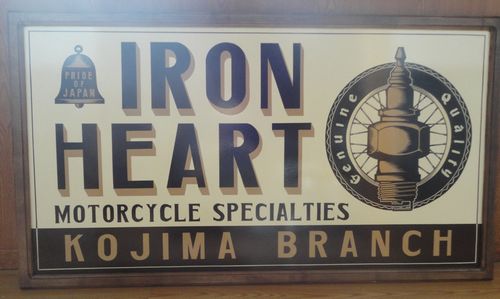 PRIDE
OF
JAPAN
IRON
HEART
MOTORCYCLE SPECIALTIES
Genuine Quality
KOJIMA BRANCH